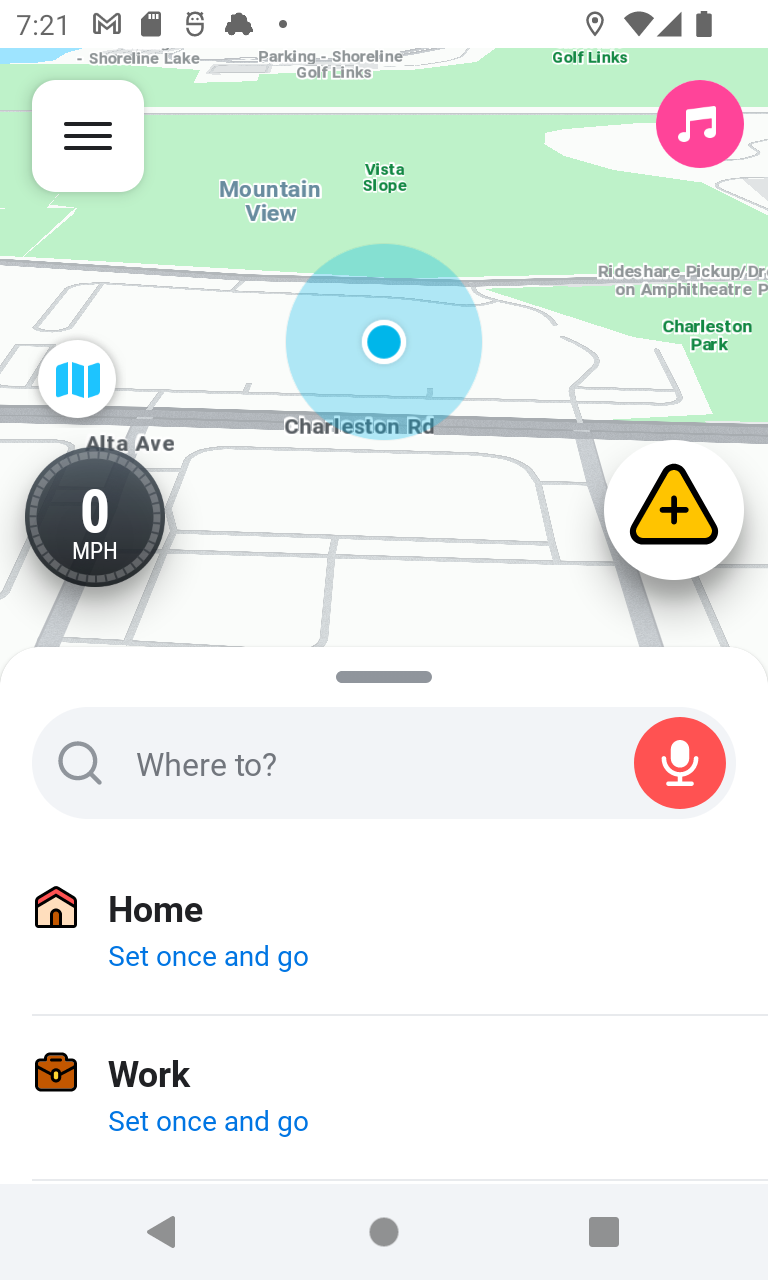 7:21
- Shoreline Lake
Parking - Shoreline
Golf Links
Golf Links
Vista
Slope
Mountain
View
Rideshare Pickup/Dr
on Amphitheatre P
Charleston
Park
Charleston Rd
Alta Ave
0
MPH
Where to?
Home
Set once and go
Work
Set once and go